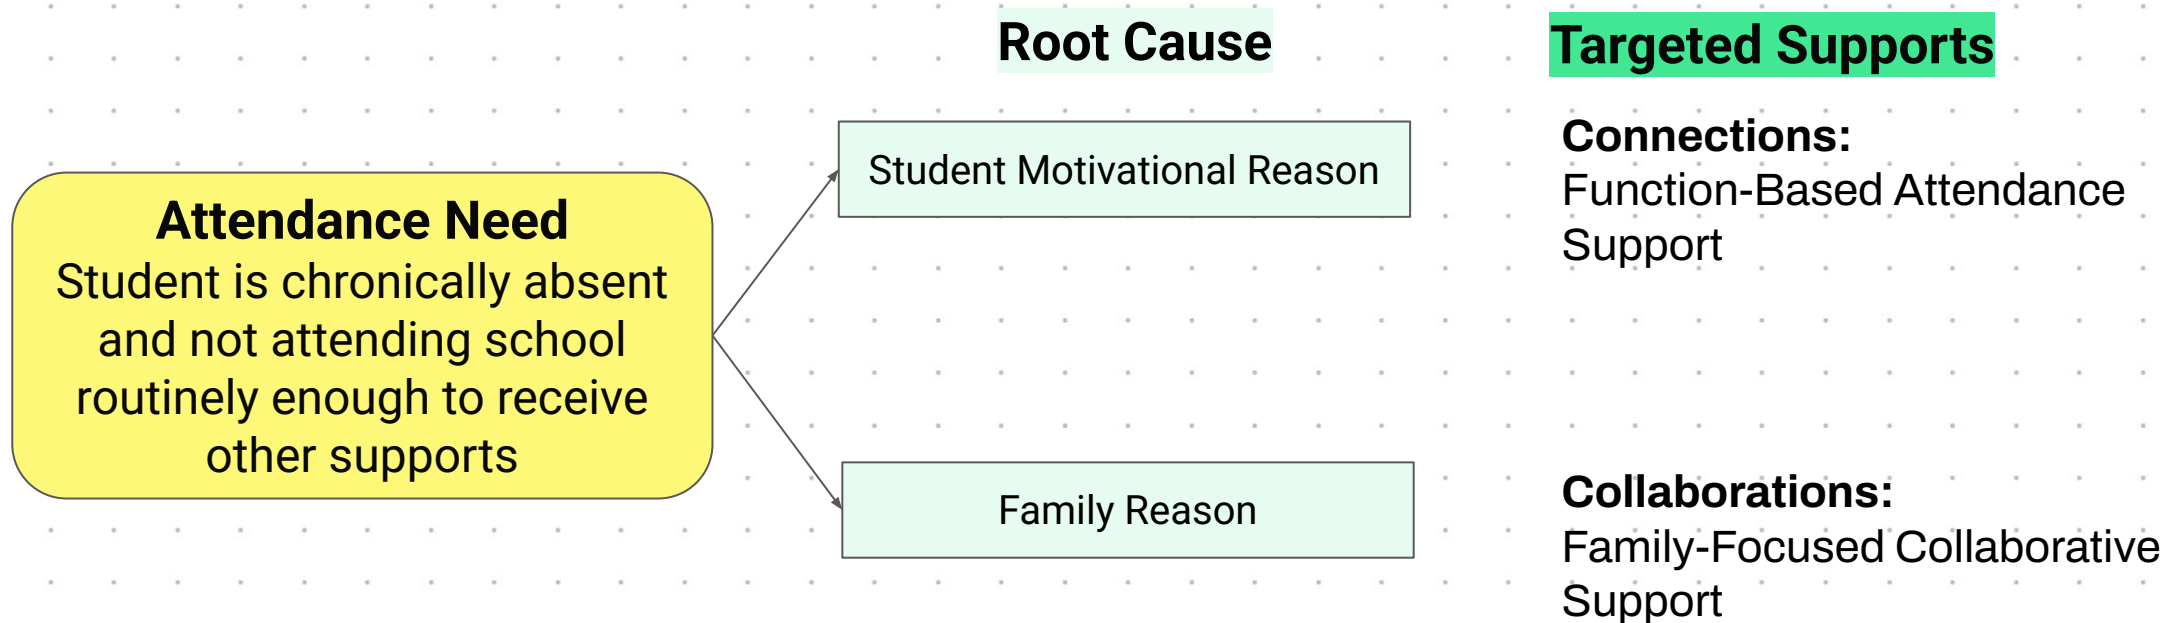 Root Cause
Targeted Supports
Attendance Need
Student is chronically absent
and not attending school
routinely enough to receive
other supports
Student Motivational Reason
Connections:
Function-Based Attendance
Support
Family Reason
Collaborations:
Family-Focused Collaborative
Support